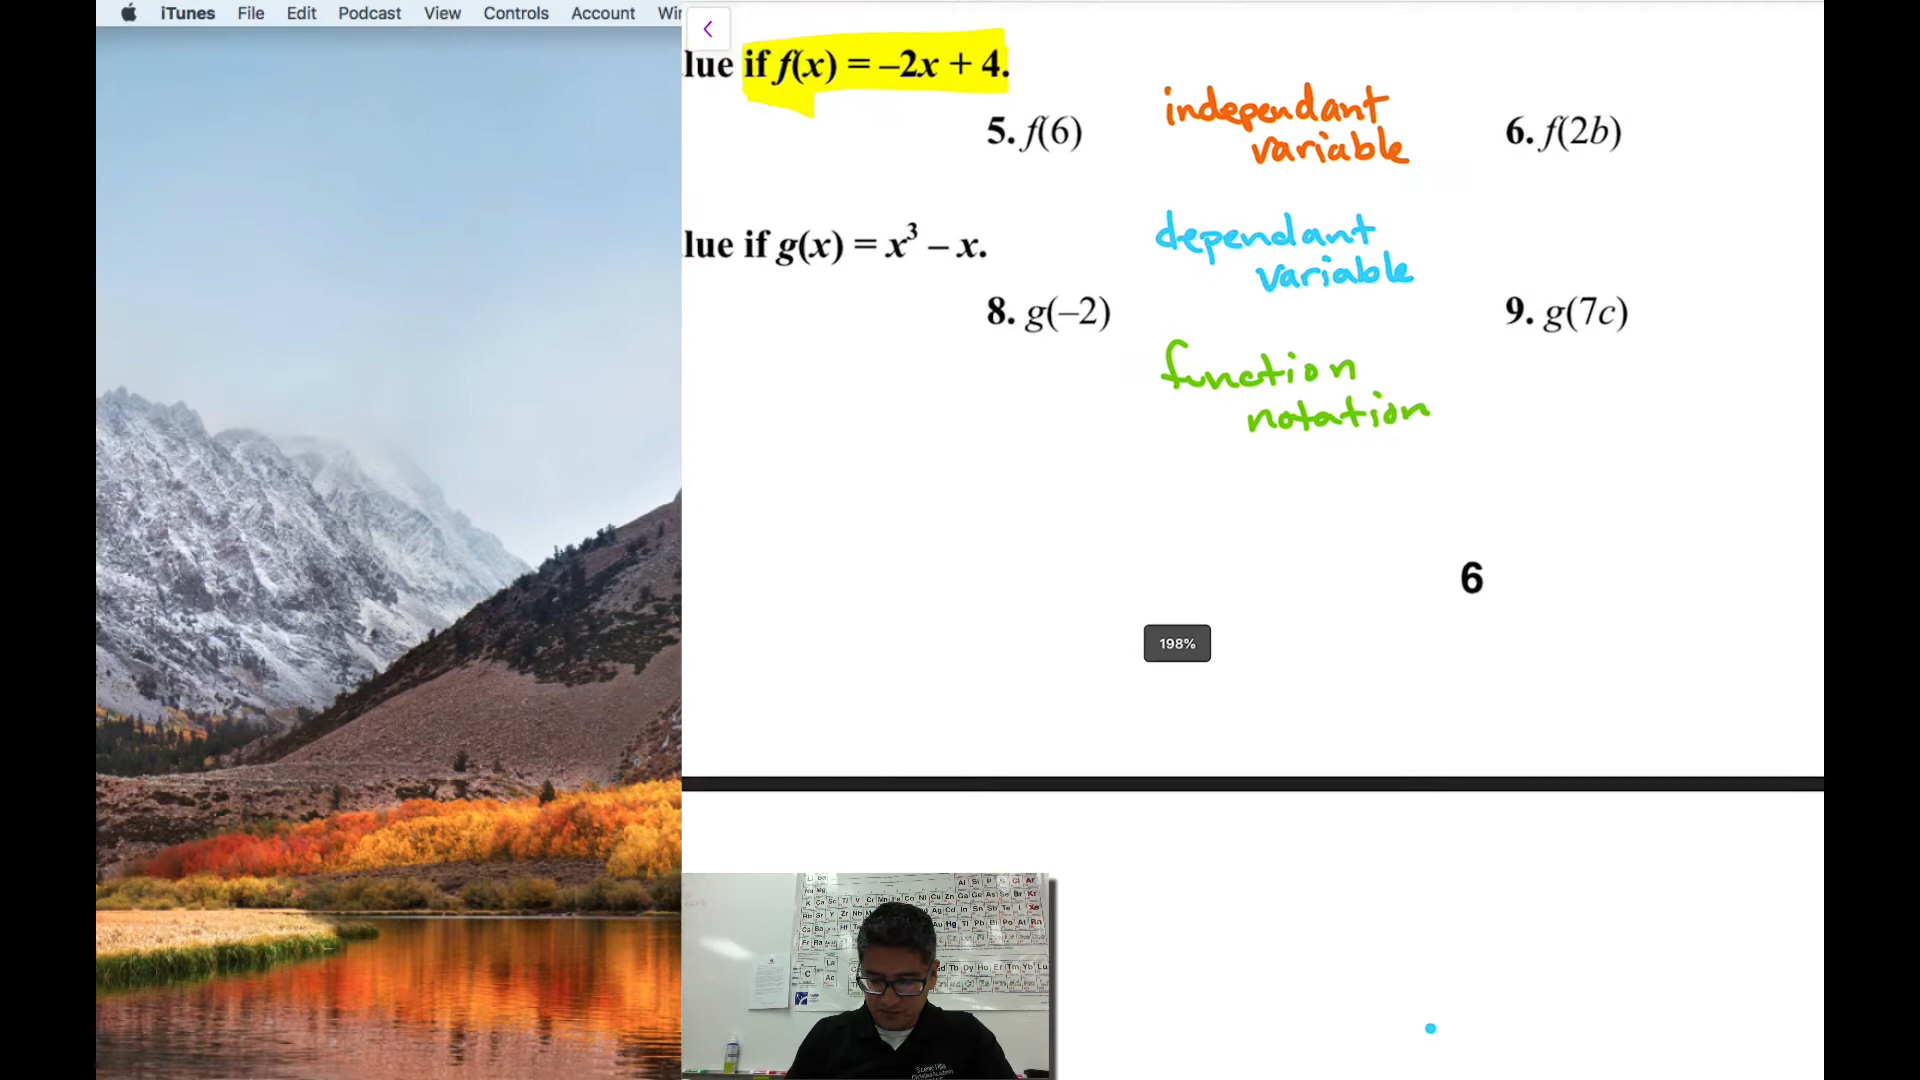 iTunes File Edit Podcast View Controls Account
lue if f(x) = –2x + 4.
5. f(6)
independant
variable
6. f(2b)
dependant
variable
lue if g(x) = x³ – x.
8. g(–2)
9. g(7c)
function
notation
6
198%